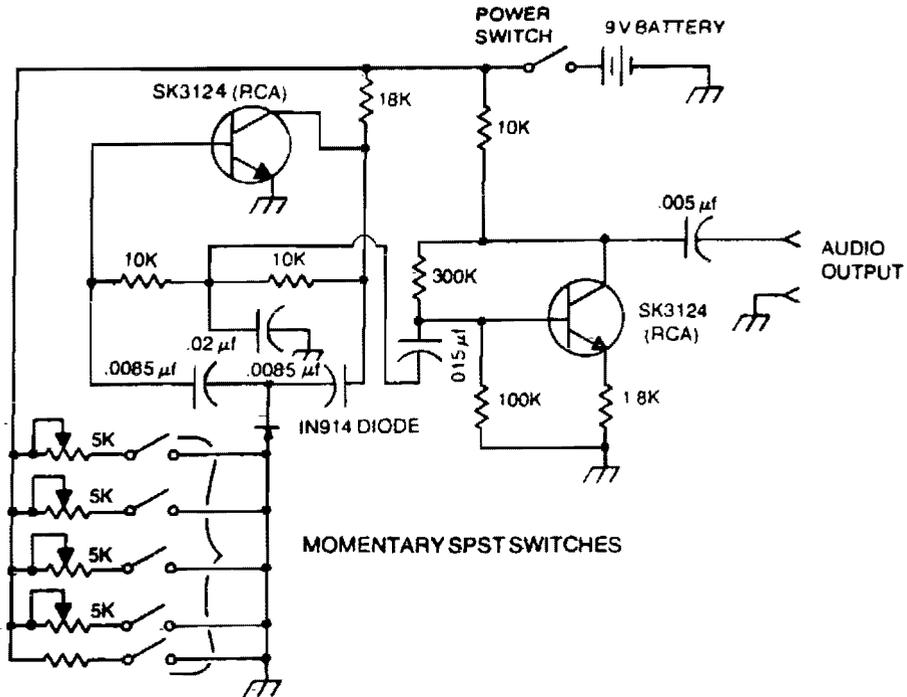 POWER
SWITCH
9V BATTERY
SK3124 (RCA)
18K
10K
.005 µf
AUDIO
OUTPUT
10K
10K
300K
SK3124
(RCA)
.02 µf
.015 µf
.0085 µf
.0085 µf
100K
1 8K
IN914 DIODE
5K
5K
MOMENTARY SPST SWITCHES
5K
5K